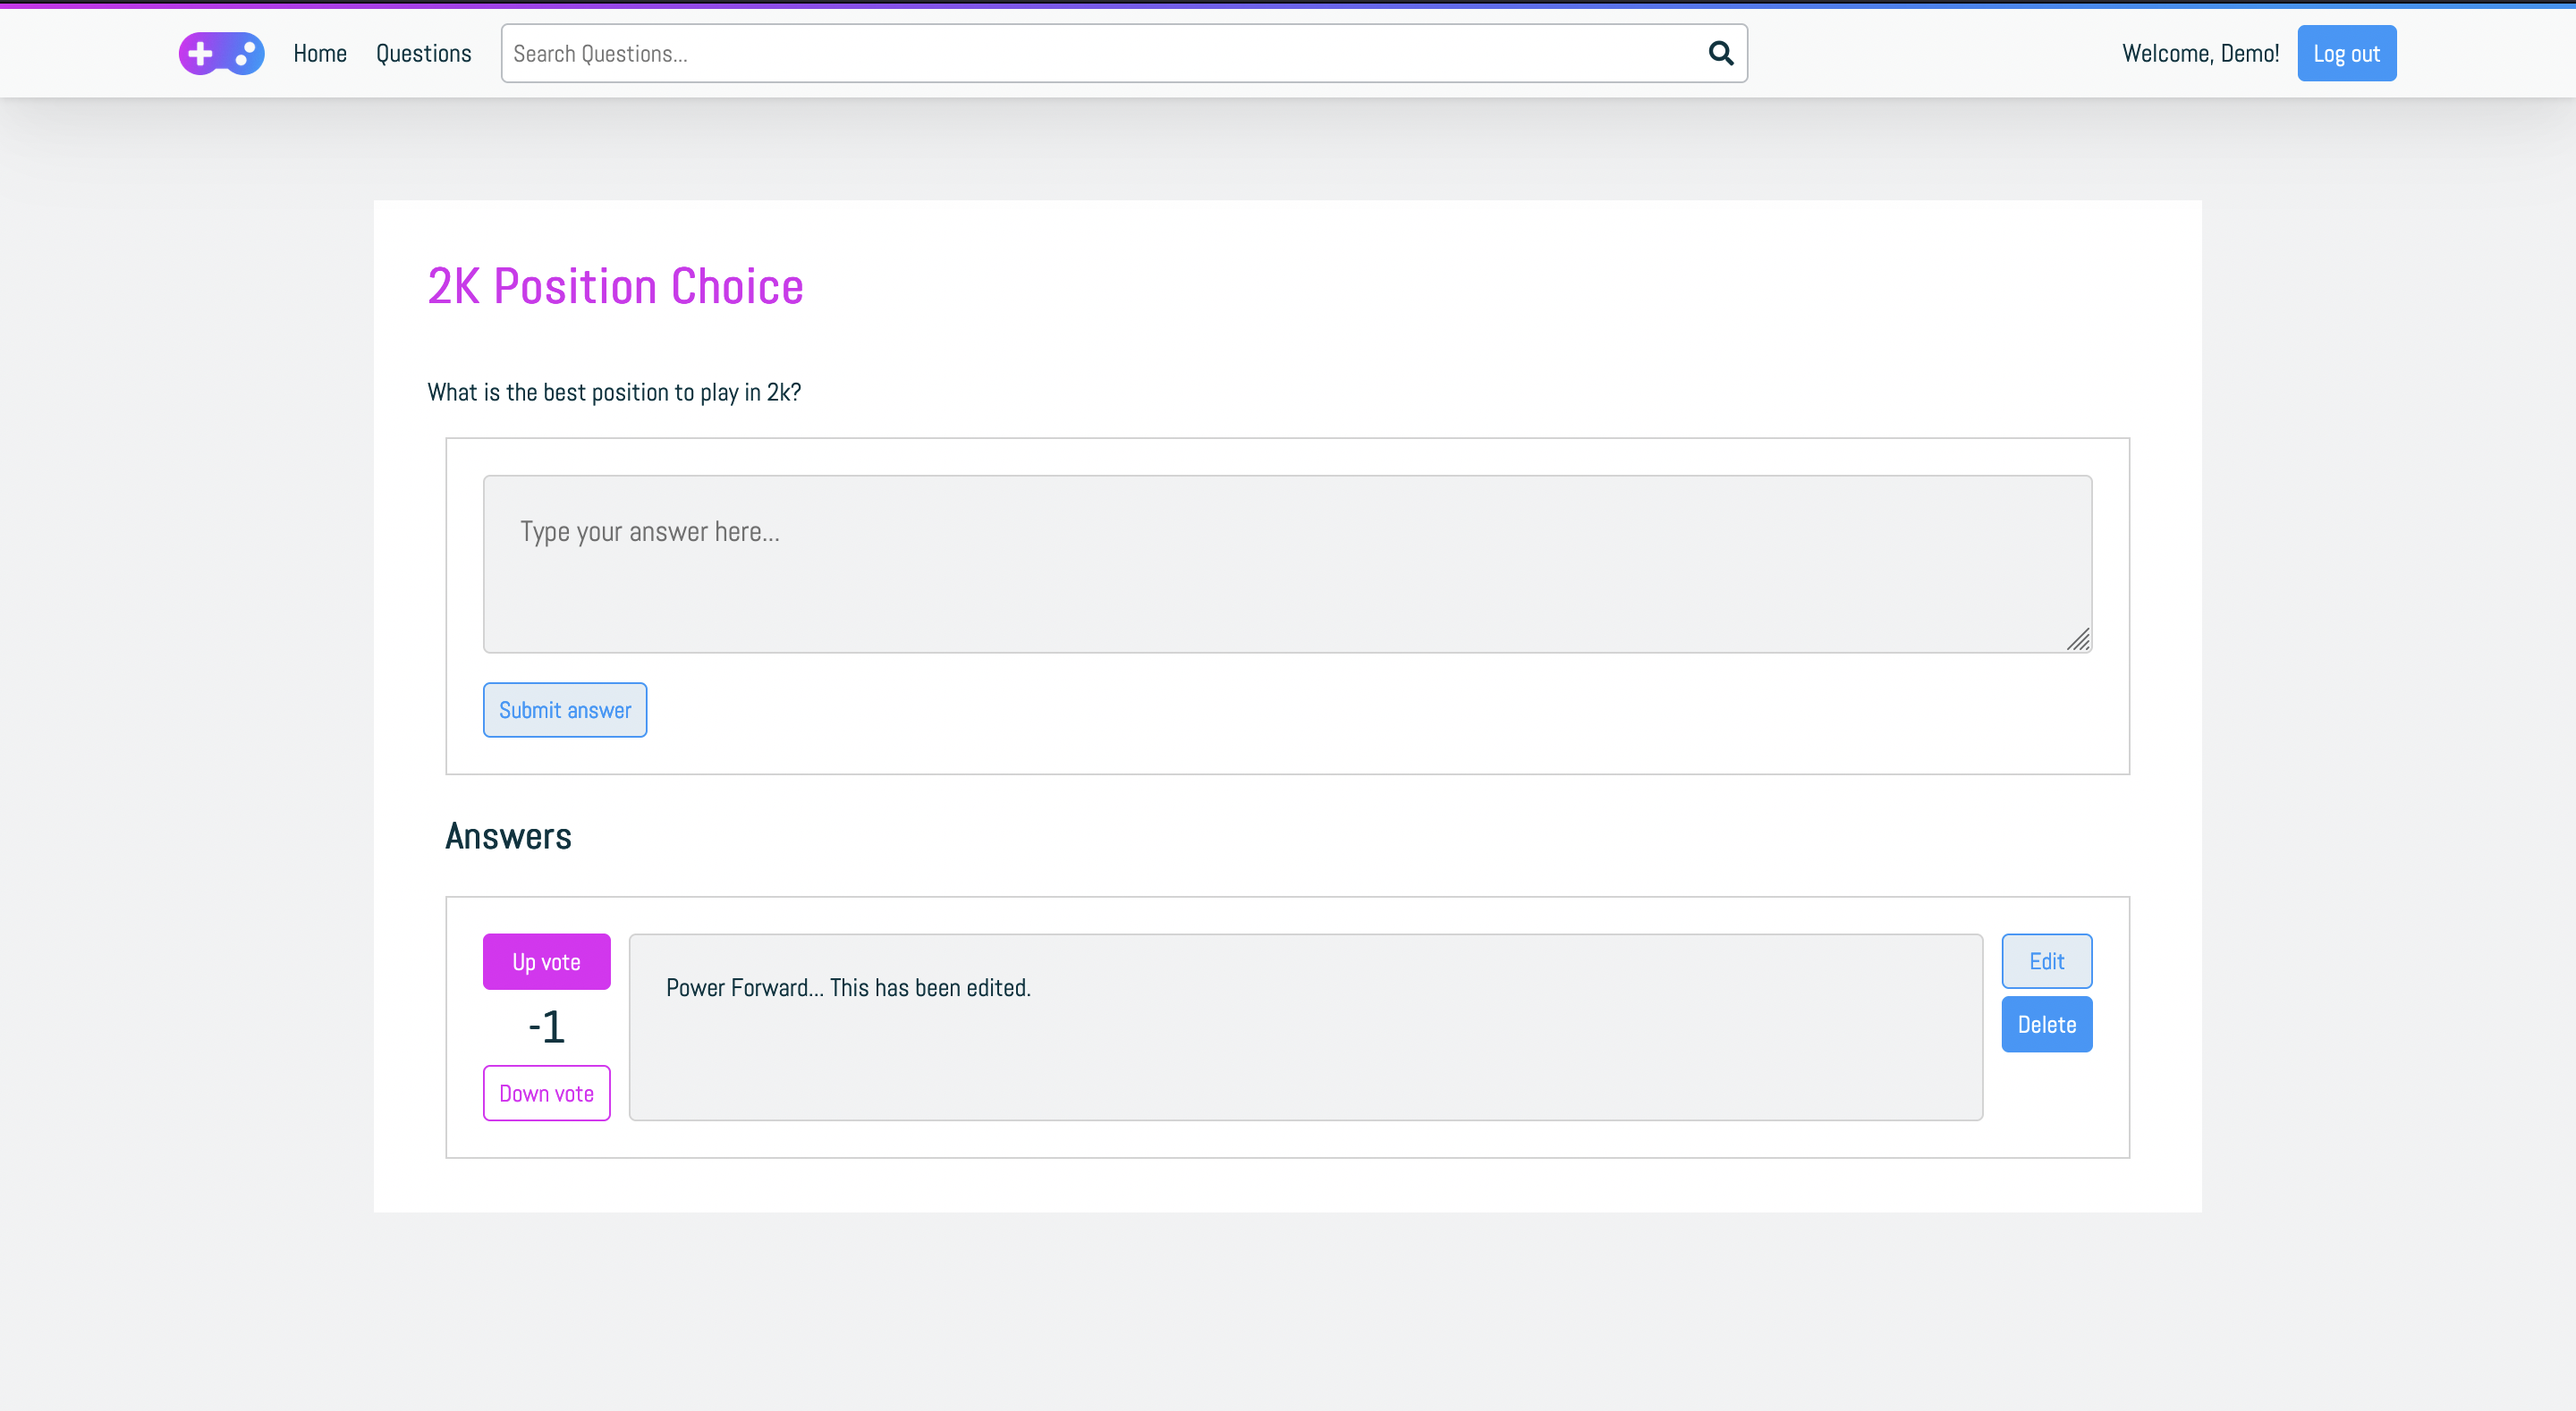 Home Questions Search Questions... Welcome, Demo! Log out
2K Position Choice
What is the best position to play in 2k?
Type your answer here...
Submit answer
Answers
Up vote
-1
Down vote
Power Forward... This has been edited.
Edit
Delete